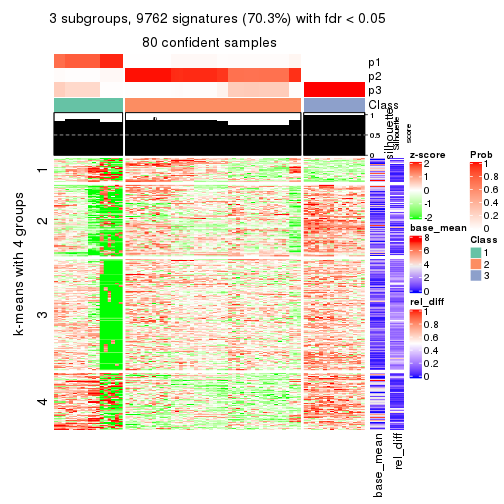 3 subgroups, 9762 signatures (70.3%) with fdr < 0.05
80 confident samples
p1
p2
p3
Class
1
0.5
0
silhouette
Silhouette
score
k-means with 4 groups
1
2
3
4
base_mean
rel_diff
z-score
2
1
0
-1
-2
base_mean
8
6
4
2
0
rel_diff
1
0.8
0.6
0.4
0.2
0
Prob
1
0.8
0.6
0.4
0.2
0
Class
1
2
3